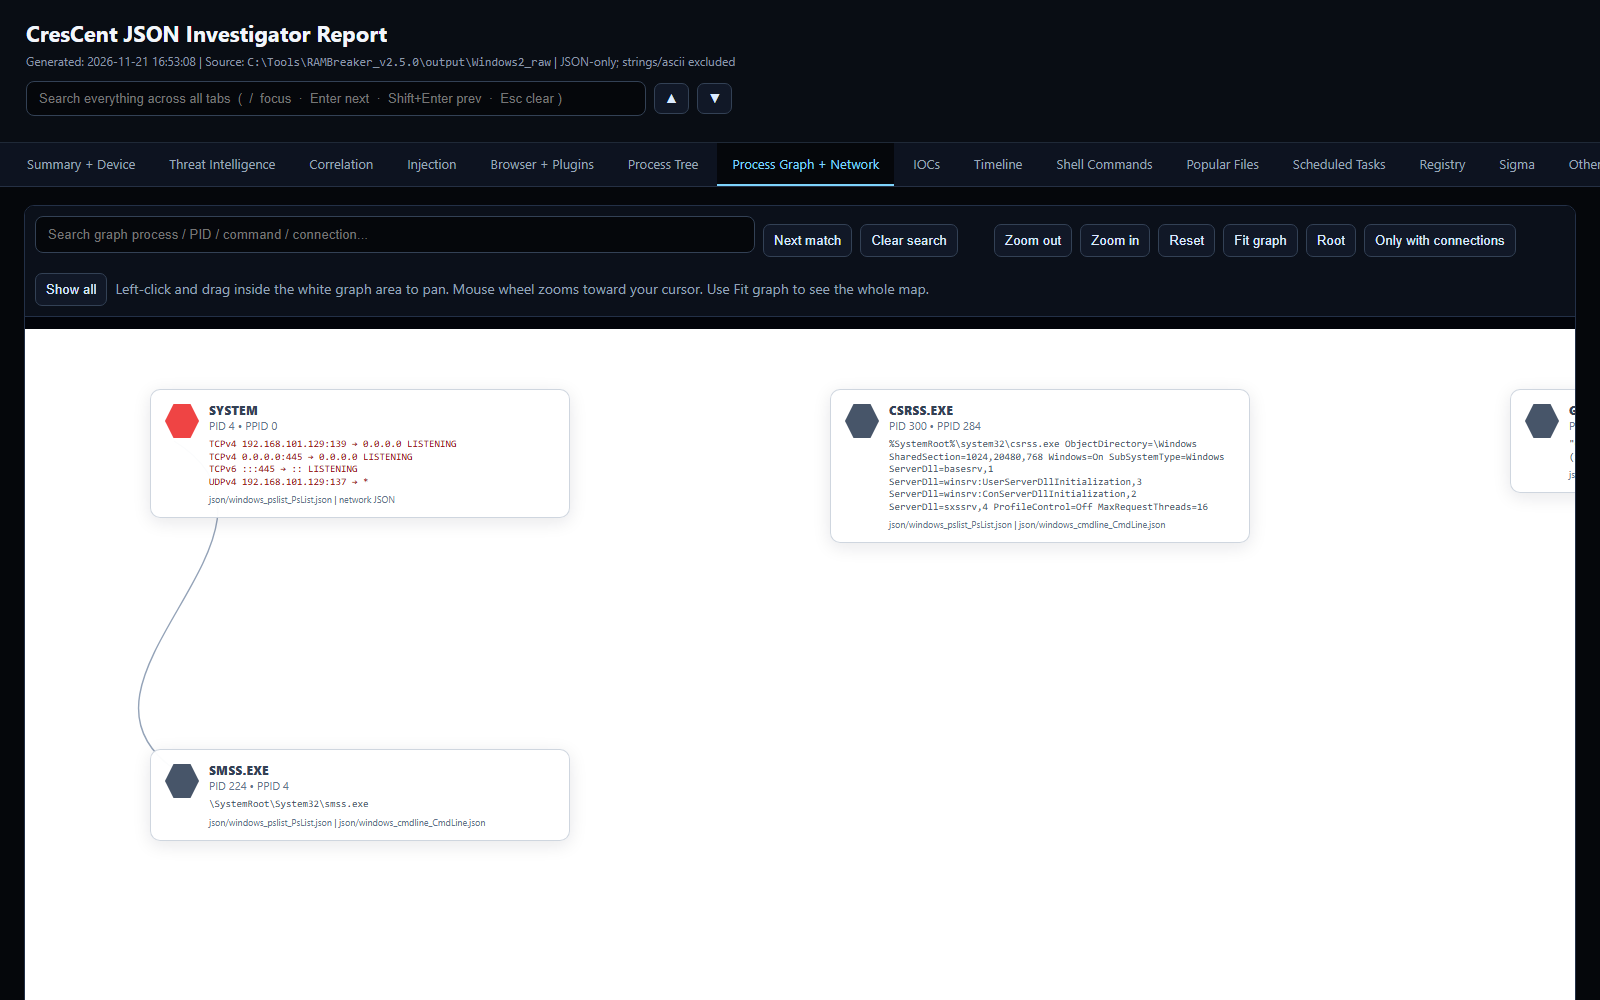 CresCent JSON Investigator Report
Generated: 2026-11-21 16:53:08 | Source: C:\Tools\RAMBreaker_v2.5.0\output\Windows2_raw | JSON-only; strings/ascii excluded
Search everything across all tabs ( / focus · Enter next · Shift+Enter prev · Esc clear )
▲ ▼
Summary + Device Threat Intelligence Correlation Injection Browser + Plugins Process Tree Process Graph + Network IOCs Timeline Shell Commands Popular Files Scheduled Tasks Registry Sigma Other
Search graph process / PID / command / connection...
Next match Clear search Zoom out Zoom in Reset Fit graph Root Only with connections
Show all Left-click and drag inside the white graph area to pan. Mouse wheel zooms toward your cursor. Use Fit graph to see the whole map.
SYSTEM
PID 4 • PPID 0
TCPv4 192.168.101.129:139 → 0.0.0.0 LISTENING
TCPv4 0.0.0.0:445 → 0.0.0.0 LISTENING
TCPv6 :::445 → :: LISTENING
UDPv4 192.168.101.129:137 → *
json/windows_pslist_PsList.json | network JSON
CSRSS.EXE
PID 300 • PPID 284
%SystemRoot%\system32\csrss.exe ObjectDirectory=\Windows
SharedSection=1024,20480,768 Windows=On SubSystemType=Windows
ServerDll=basesrv,1
ServerDll=winsrv:UserServerDllInitialization,3
ServerDll=winsrv:ConServerDllInitialization,2
ServerDll=sxssrv,4 ProfileControl=Off MaxRequestThreads=16
json/windows_pslist_PsList.json | json/windows_cmdline_CmdLine.json
SMSS.EXE
PID 224 • PPID 4
\SystemRoot\System32\smss.exe
json/windows_pslist_PsList.json | json/windows_cmdline_CmdLine.json